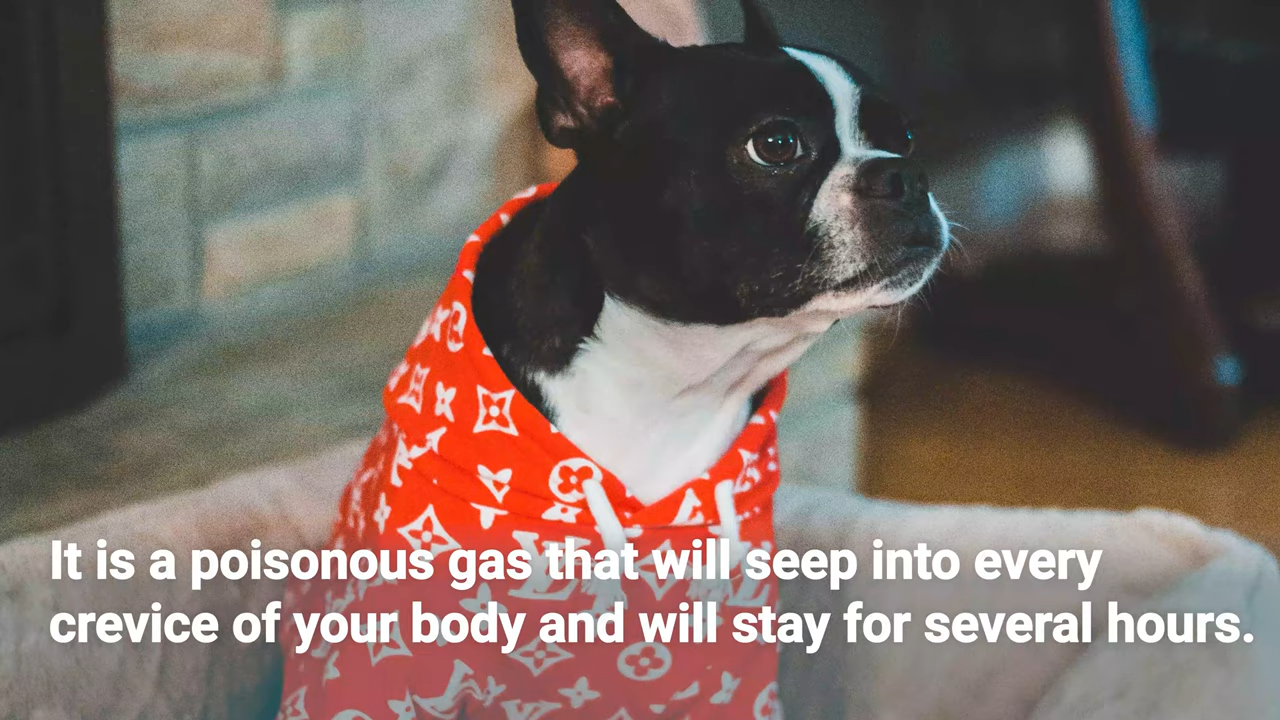 It is a poisonous gas that will seep into every
crevice of your body and will stay for several hours.